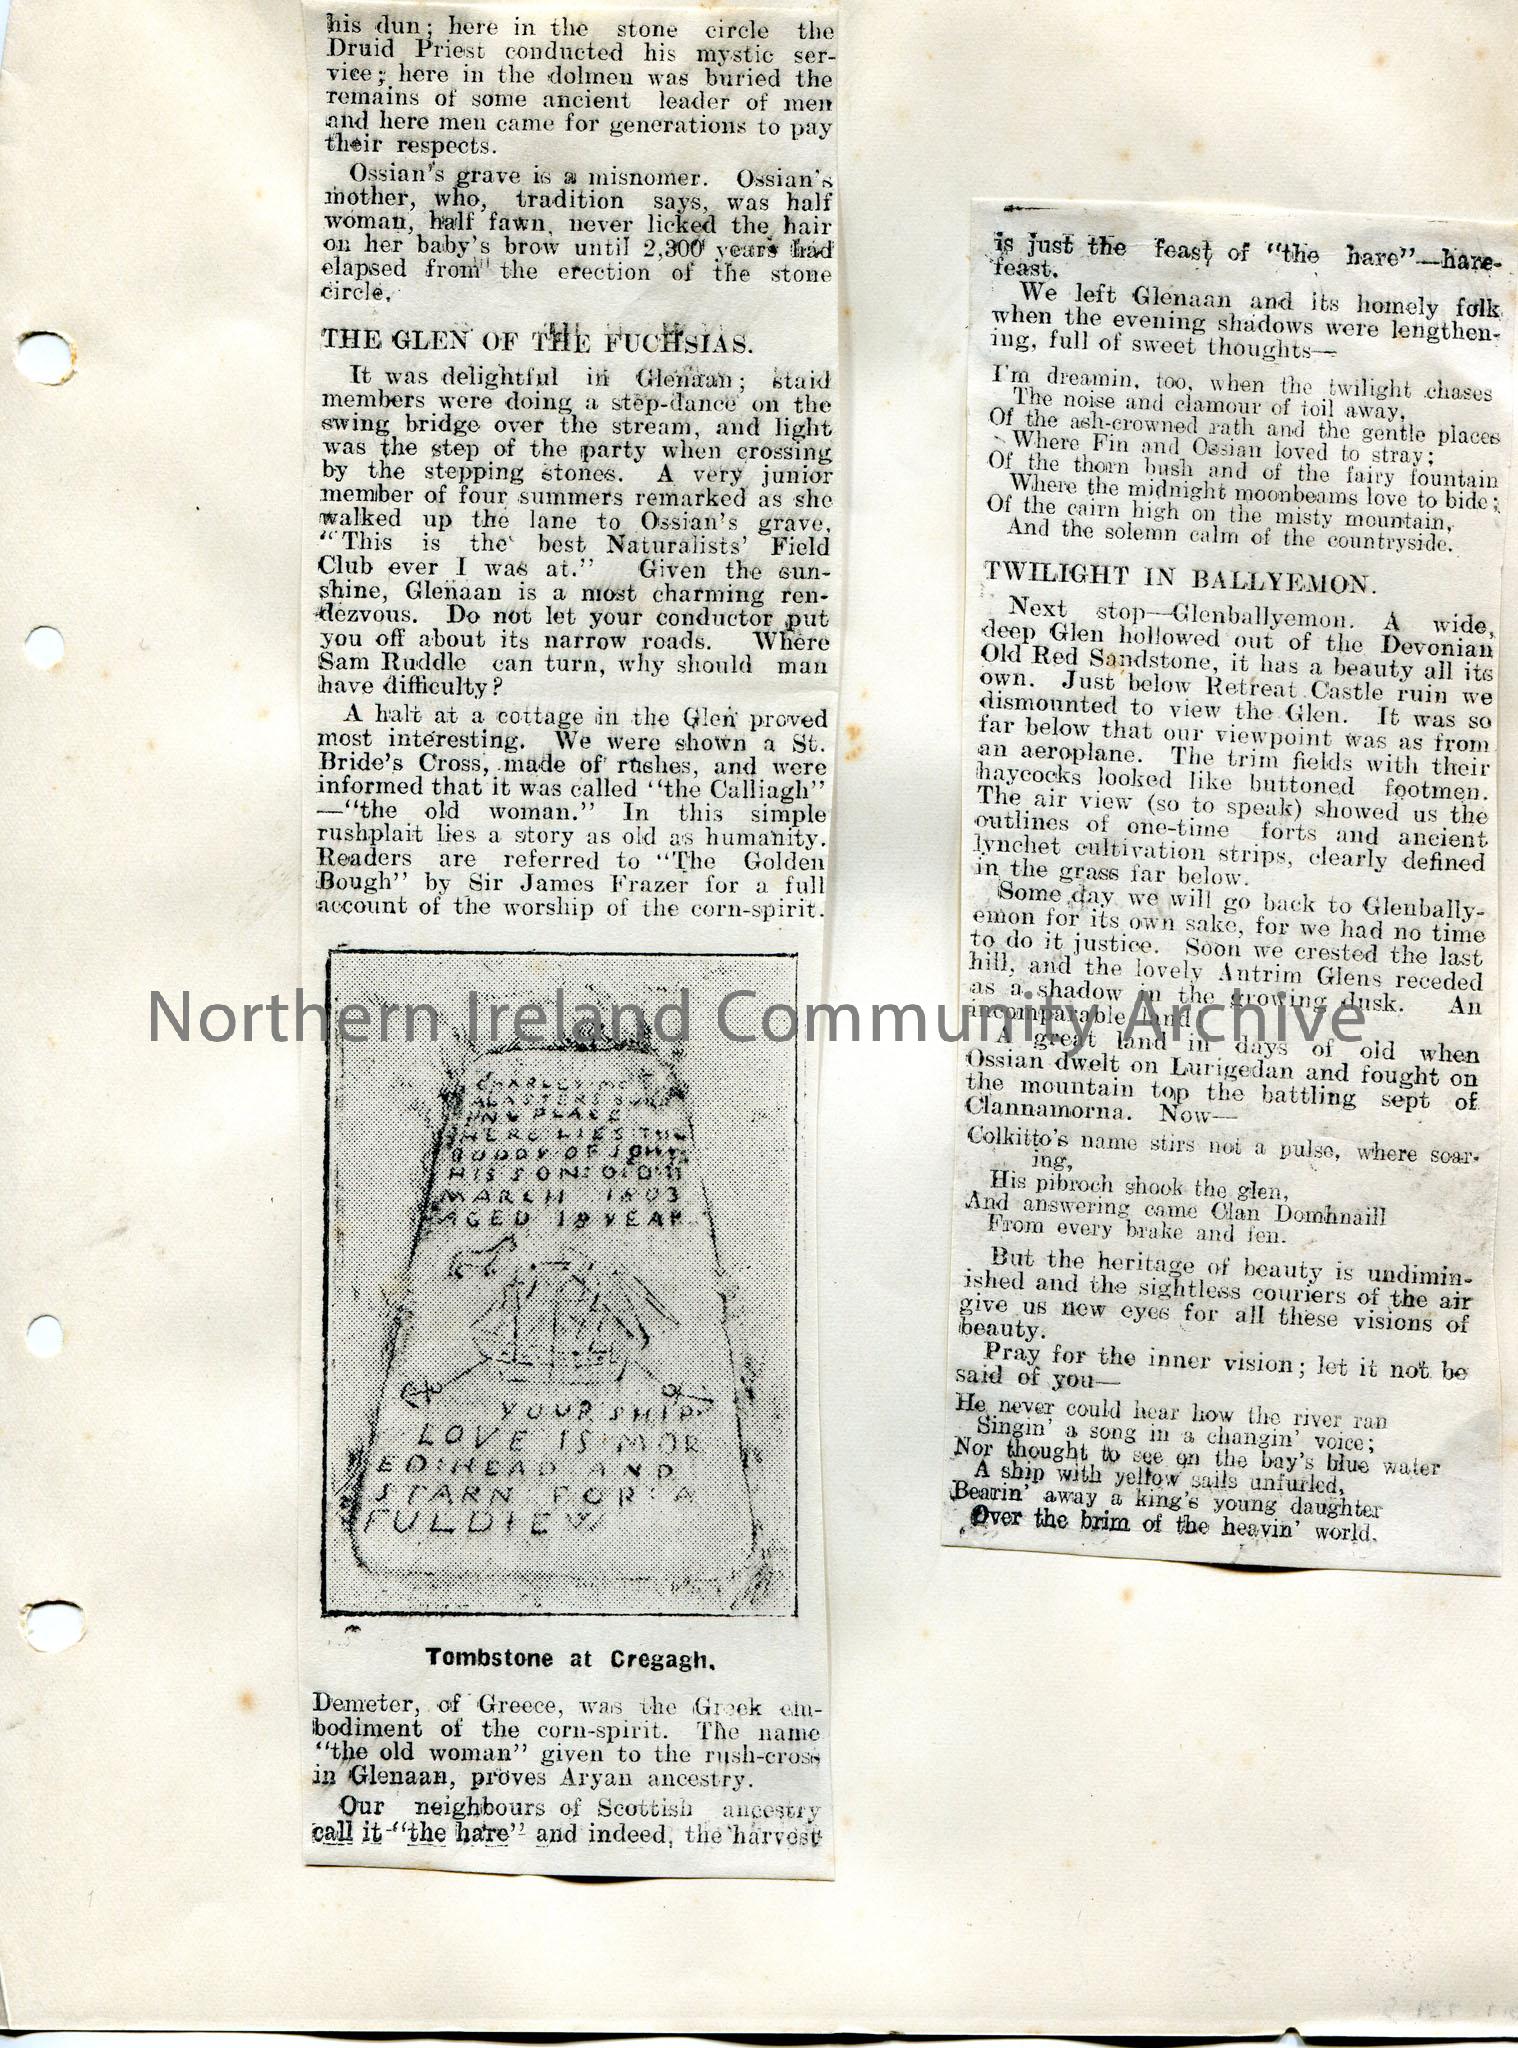 his dun; here in the stone circle the
Druid Priest conducted his mystic ser-
vice; here in the dolmen was buried the
remains of some ancient leader of men
and here men came for generations to pay
their respects.
Ossian's grave is a misnomer. Ossian's
mother, who, tradition says, was half
woman, half fawn, never licked the hair
on her baby's brow until 2,300 years had
elapsed from the erection of the stone
circle.
THE GLEN OF THE FUCHSIAS.
It was delightful in Glenaan; staid
members were doing a step-dance on the
swing bridge over the stream, and light
was the step of the party when crossing
by the stepping stones. A very junior
member of four summers remarked as she
walked up the lane to Ossian's grave,
"This is the best Naturalists' Field
Club ever I was at." Given the sun-
shine, Glenaan is a most charming ren-
dezvous. Do not let your conductor put
you off about its narrow roads. Where
Sam Ruddle can turn, why should man
have difficulty?
A halt at a cottage in the Glen proved
most interesting. We were shown a St.
Bride's Cross, made of rushes, and were
informed that it was called "the Calliagh"
—"the old woman." In this simple
rushplait lies a story as old as humanity.
Readers are referred to "The Golden
Bough" by Sir James Frazer for a full
account of the worship of the corn-spirit.
CHARLES
PLACE
HERE LIES THE
BODDY OF JOHN
HIS SON DIED 11
MARCH 1803
AGED 18 YEAR
YOUR SHIP
LOVE IS MOR
ED HEAD AND
STARN FOR A
FULDIEW
Tombstone at Cregagh.
Demeter, of Greece, was the Greek em-
bodiment of the corn-spirit. The name
"the old woman" given to the rush-cross
in Glenaan, proves Aryan ancestry.
Our neighbours of Scottish ancestry
call it "the hare" and indeed, the harvest
is just the feast of "the hare"—hare-
feast.
We left Glenaan and its homely folk
when the evening shadows were lengthen-
ing, full of sweet thoughts—
I'm dreamin, too, when the twilight chases
The noise and clamour of toil away,
Of the ash-crowned rath and the gentle places
Where Fin and Ossian loved to stray;
Of the thorn bush and of the fairy fountain
Where the midnight moonbeams love to bide;
Of the cairn high on the misty mountain,
And the solemn calm of the countryside.
TWILIGHT IN BALLYEMON.
Next stop—Glenballyemon. A wide,
deep Glen hollowed out of the Devonian
Old Red Sandstone, it has a beauty all its
own. Just below Retreat Castle ruin we
dismounted to view the Glen. It was so
far below that our viewpoint was as from
an aeroplane. The trim fields with their
haycocks looked like buttoned footmen.
The air view (so to speak) showed us the
outlines of one-time forts and ancient
lynchet cultivation strips, clearly defined
in the grass far below.
Some day we will go back to Glenbally-
emon for its own sake, for we had no time
to do it justice. Soon we crested the last
hill, and the lovely Antrim Glens receded
as a shadow in the growing dusk. An
incomparable land
A great land in days of old when
Ossian dwelt on Lurigedan and fought on
the mountain top the battling sept of
Clannamorna. Now—
Colkitto's name stirs not a pulse, where soar-
ing,
His pibroch shook the glen,
And answering came Clan Domhnaill
From every brake and fen.
But the heritage of beauty is undimin-
ished and the sightless couriers of the air
give us new eyes for all these visions of
beauty.
Pray for the inner vision; let it not be
said of you—
He never could hear how the river ran
Singin' a song in a changin' voice;
Nor thought to see on the bay's blue water
A ship with yellow sails unfurled,
Bearin' away a king's young daughter
Over the brim of the heavin' world.
Northern Ireland Community Archive